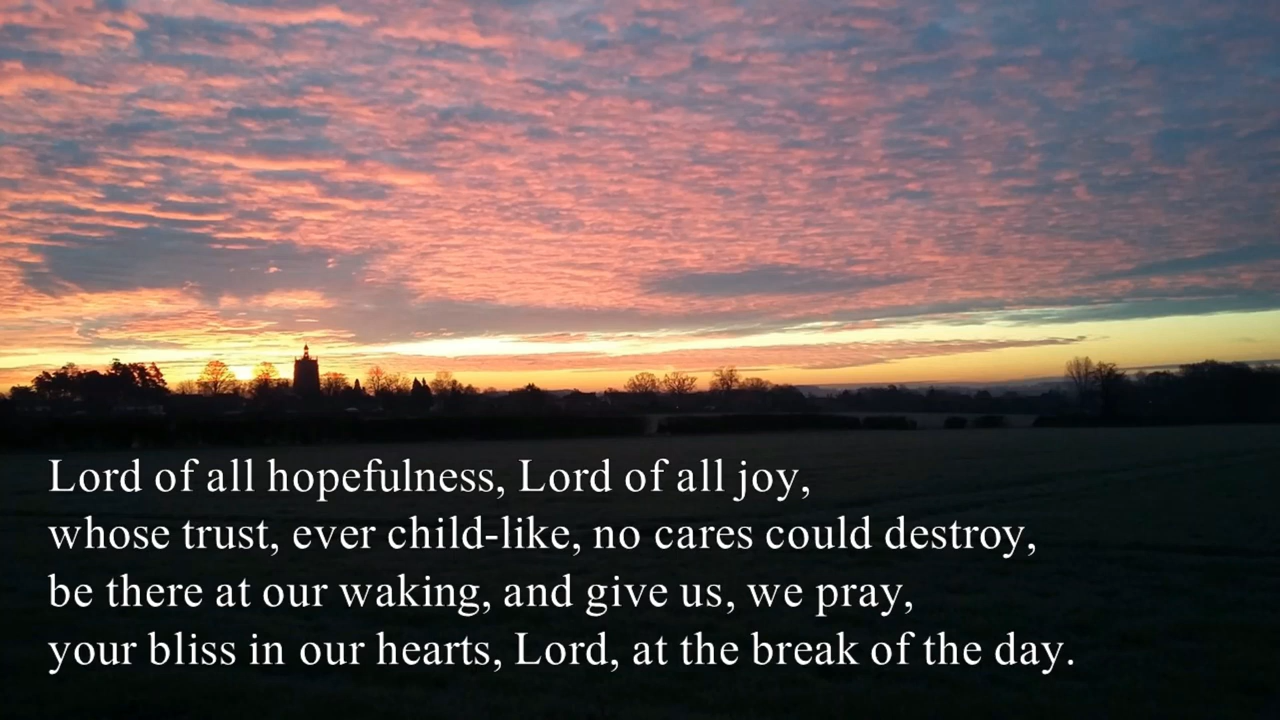 Lord of all hopefulness, Lord of all joy,
whose trust, ever child-like, no cares could destroy,
be there at our waking, and give us, we pray,
your bliss in our hearts, Lord, at the break of the day.